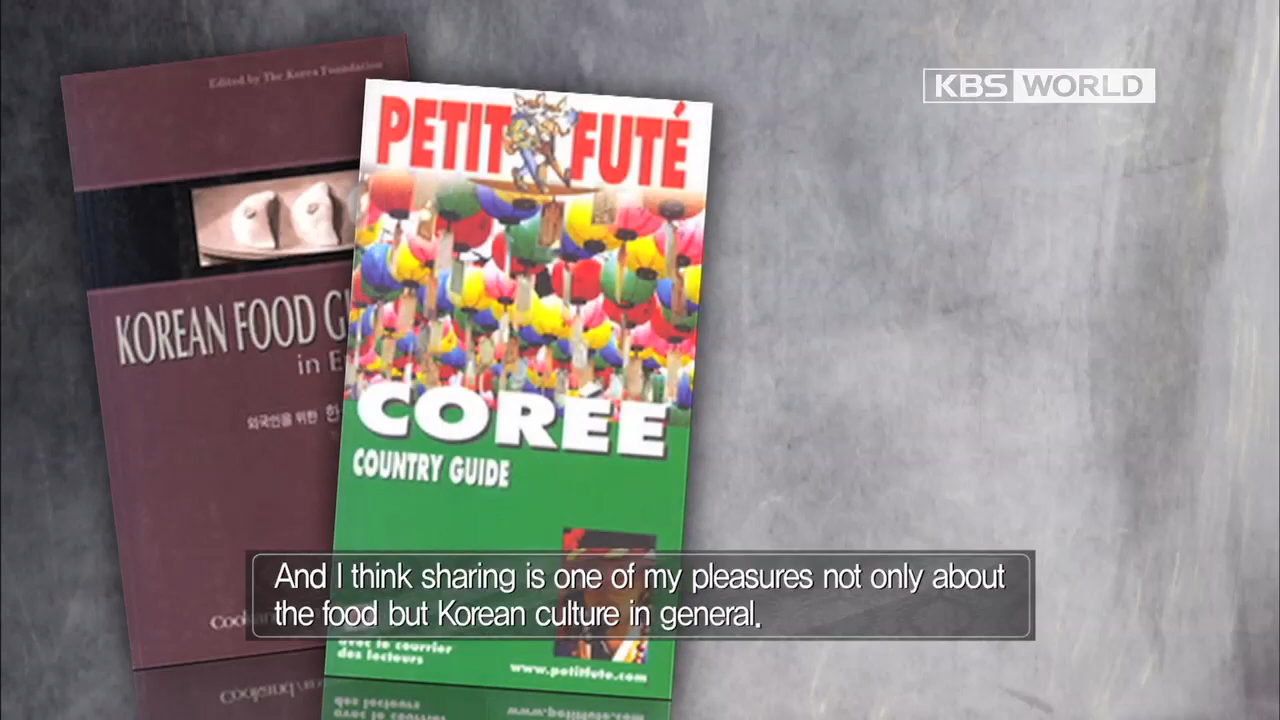 KBS WORLD
Edited by The Korea Foundation
KOREAN FOOD
in
외국인을 위한
PETIT FUTÉ
CORÉE
COUNTRY GUIDE
And I think sharing is one of my pleasures not only about
the food but Korean culture in general.
avec le courrier
des lecteurs
www.petitfute.com